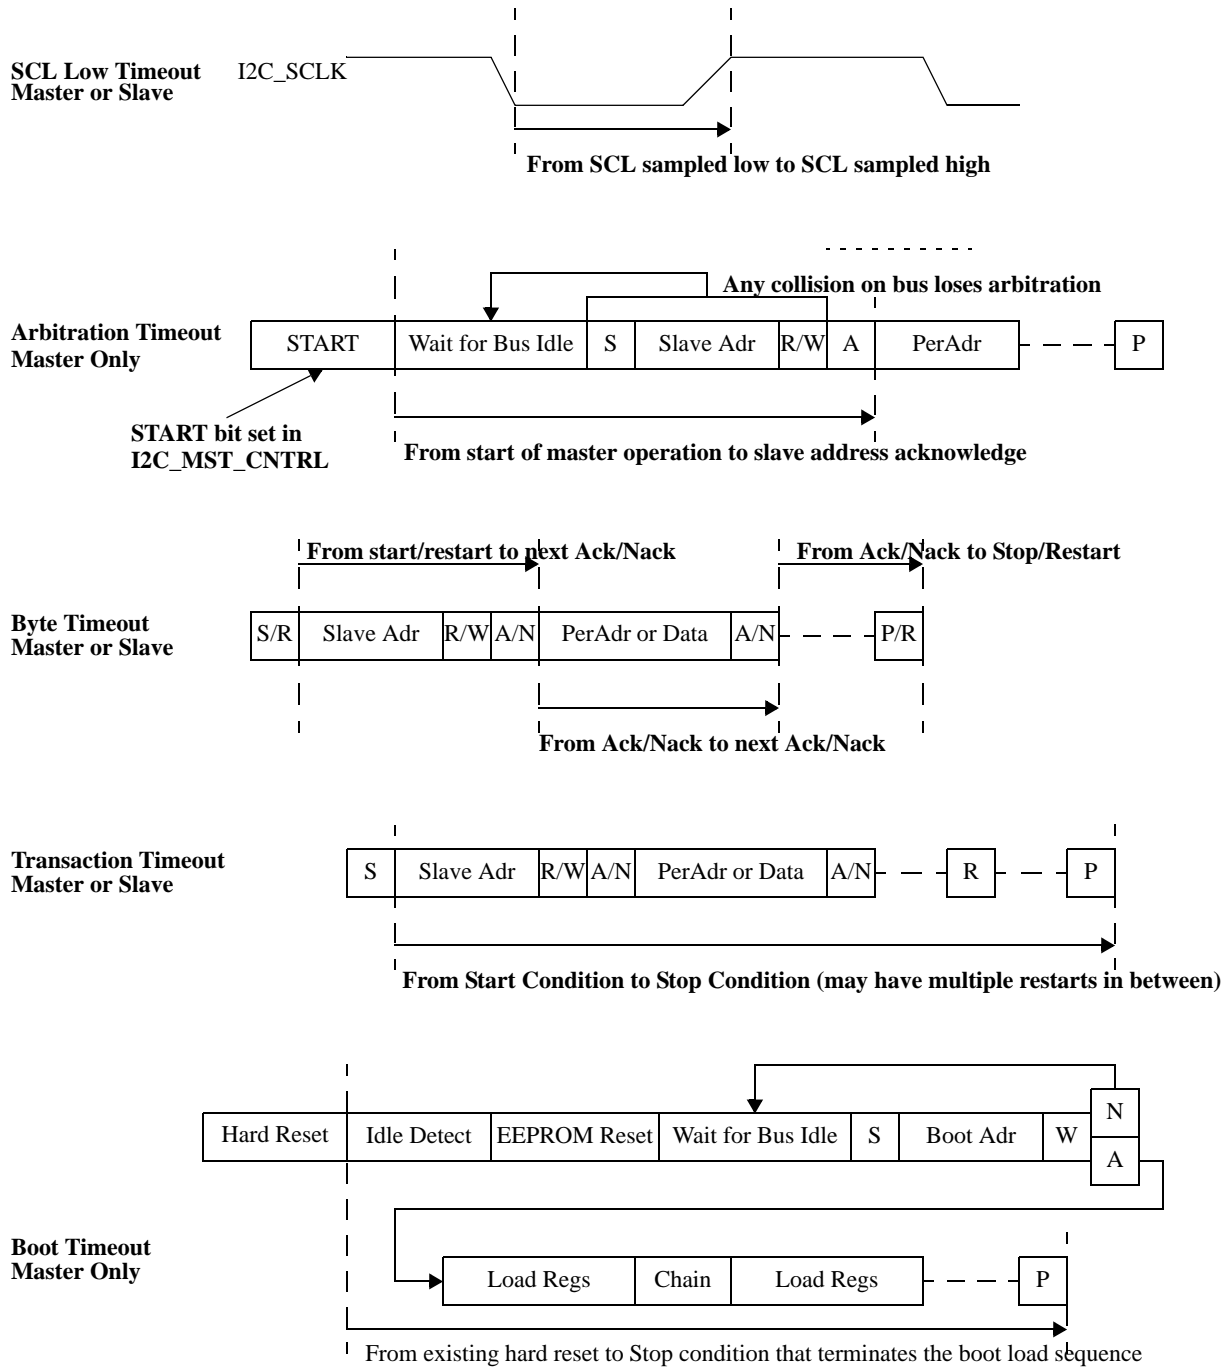 SCL Low Timeout
Master or Slave
I2C_SCLK
From SCL sampled low to SCL sampled high
Any collision on bus loses arbitration
Arbitration Timeout
Master Only
START Wait for Bus Idle S Slave Adr R/W A PerAdr P
START bit set in
I2C_MST_CNTRL
From start of master operation to slave address acknowledge
From start/restart to next Ack/Nack From Ack/Nack to Stop/Restart
Byte Timeout
Master or Slave
S/R Slave Adr R/W A/N PerAdr or Data A/N P/R
From Ack/Nack to next Ack/Nack
Transaction Timeout
Master or Slave
S Slave Adr R/W A/N PerAdr or Data A/N R P
From Start Condition to Stop Condition (may have multiple restarts in between)
N
Hard Reset Idle Detect EEPROM Reset Wait for Bus Idle S Boot Adr W
A
Boot Timeout
Master Only
Load Regs Chain Load Regs P
From existing hard reset to Stop condition that terminates the boot load sequence